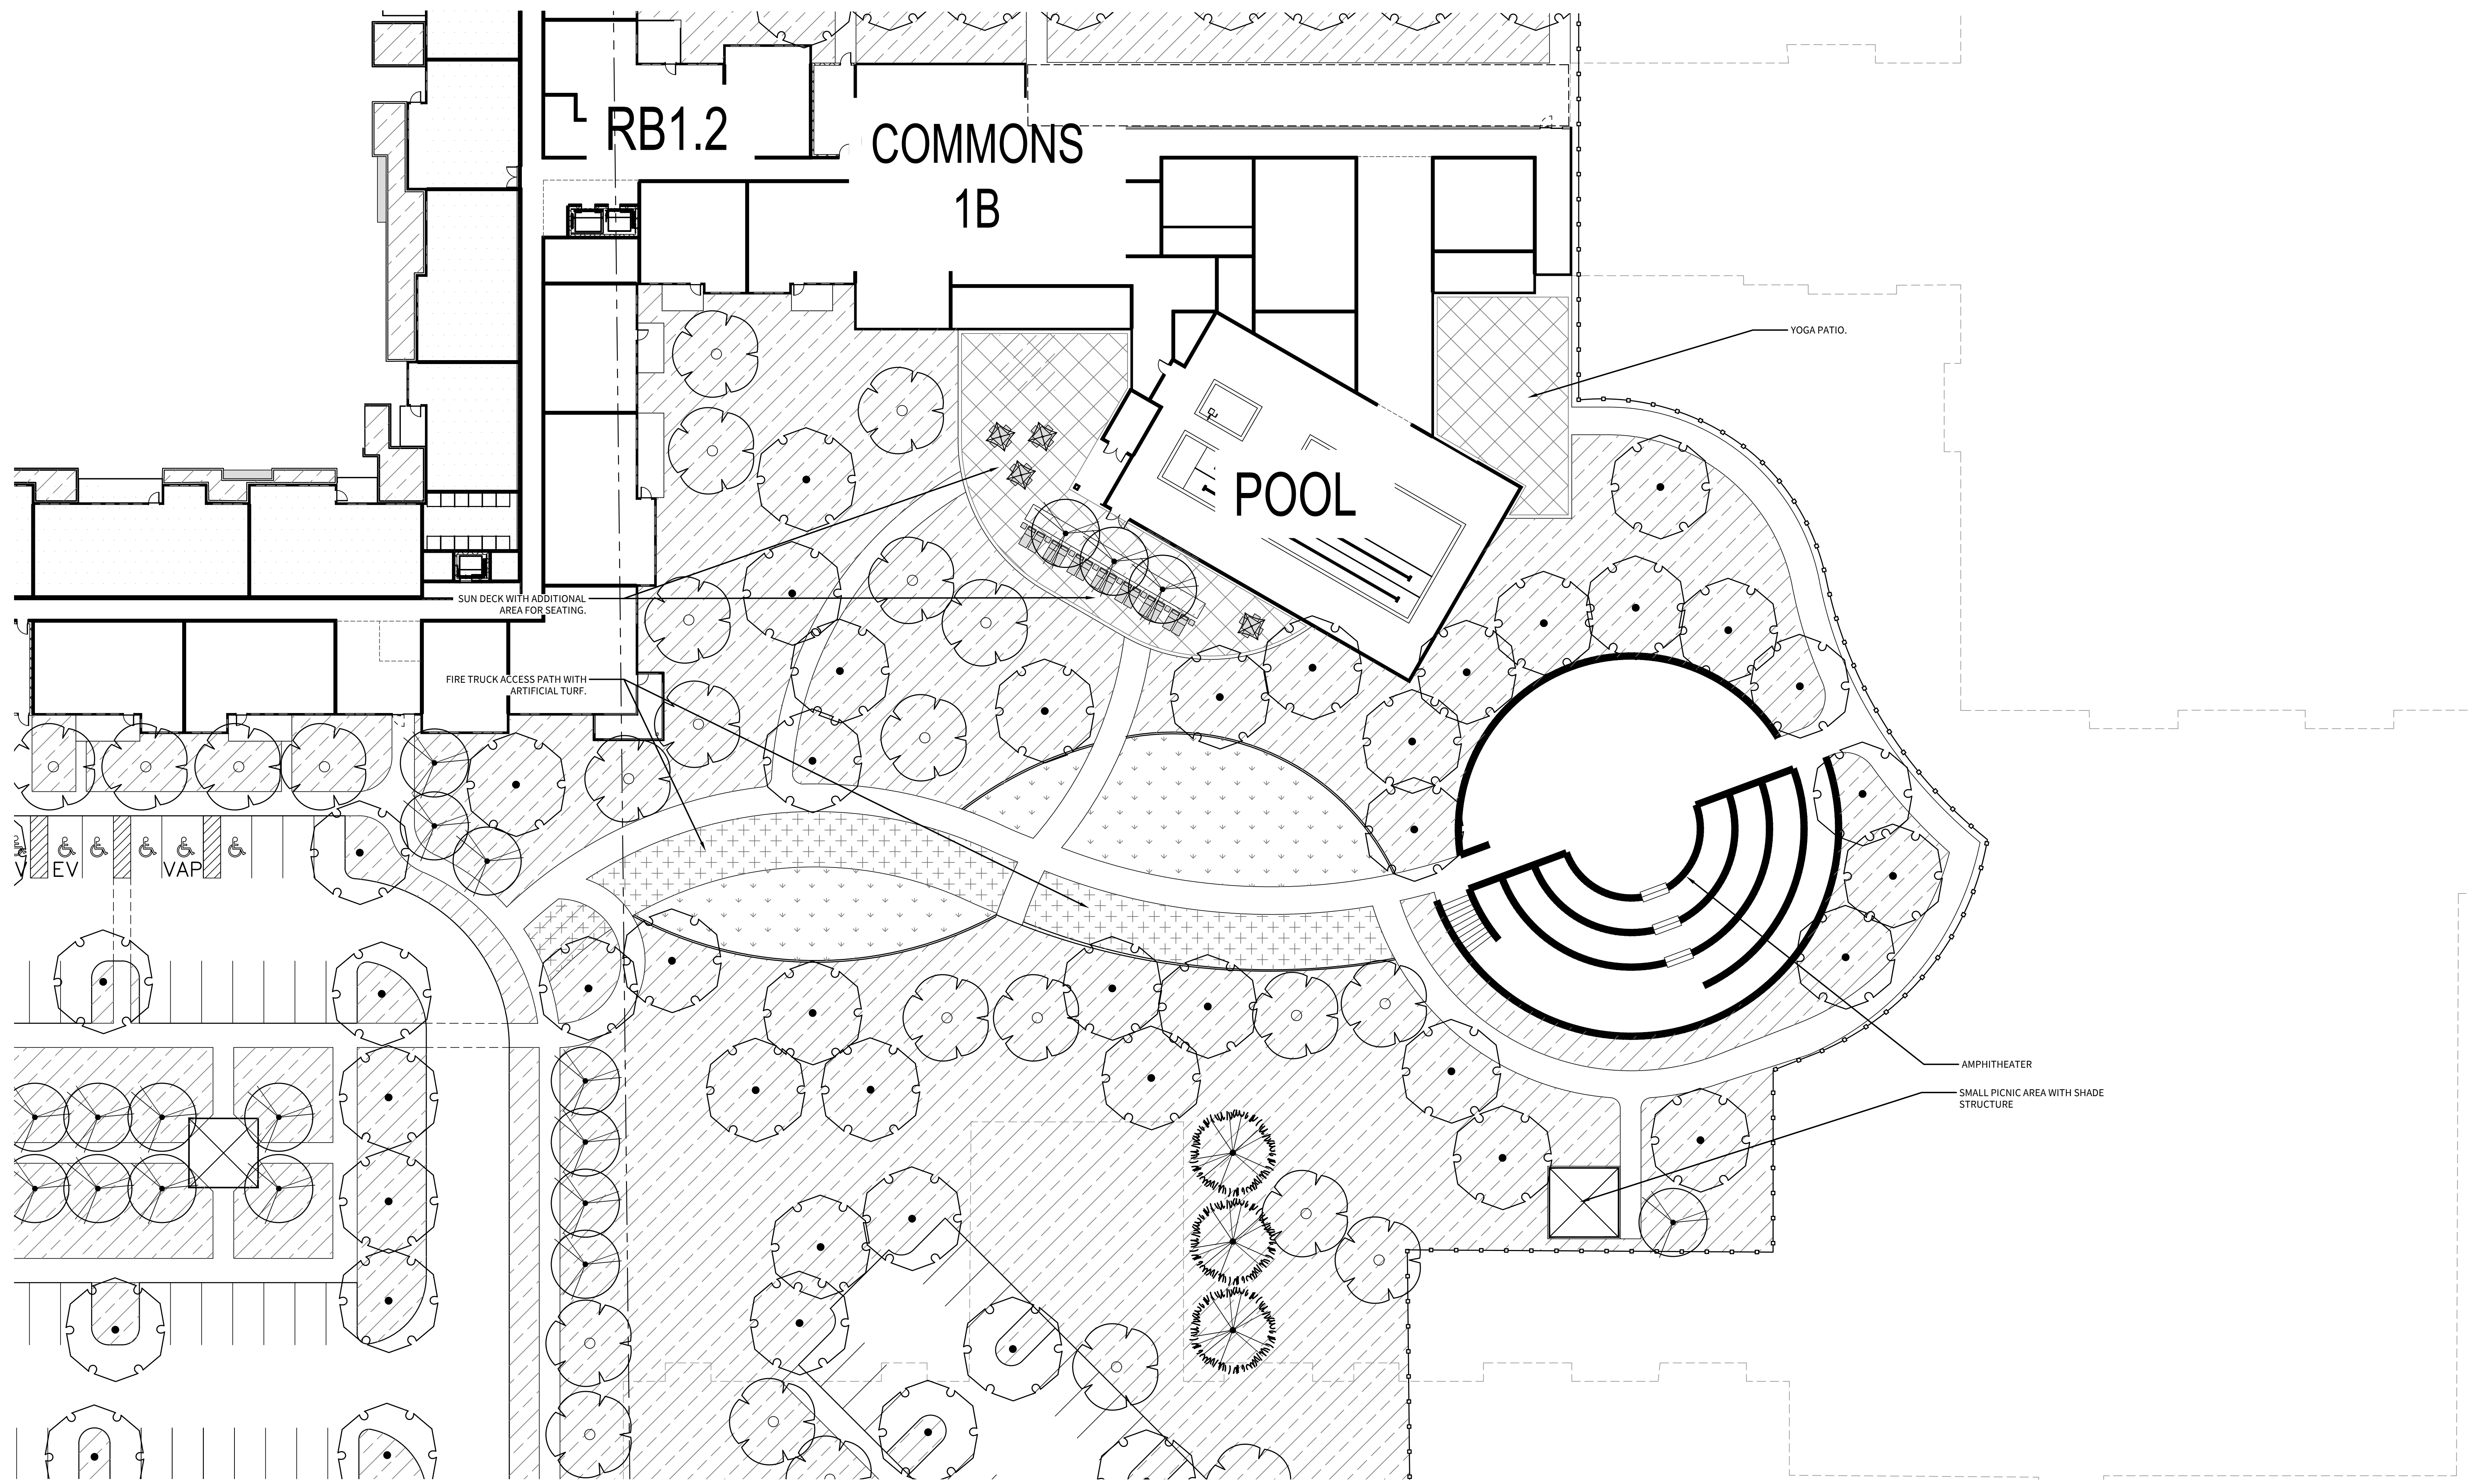 RB1.2
COMMONS
1B
YOGA PATIO.
POOL
SUN DECK WITH ADDITIONAL
AREA FOR SEATING.
FIRE TRUCK ACCESS PATH WITH
ARTIFICIAL TURF.
V EV VAP
AMPHITHEATER
SMALL PICNIC AREA WITH SHADE
STRUCTURE